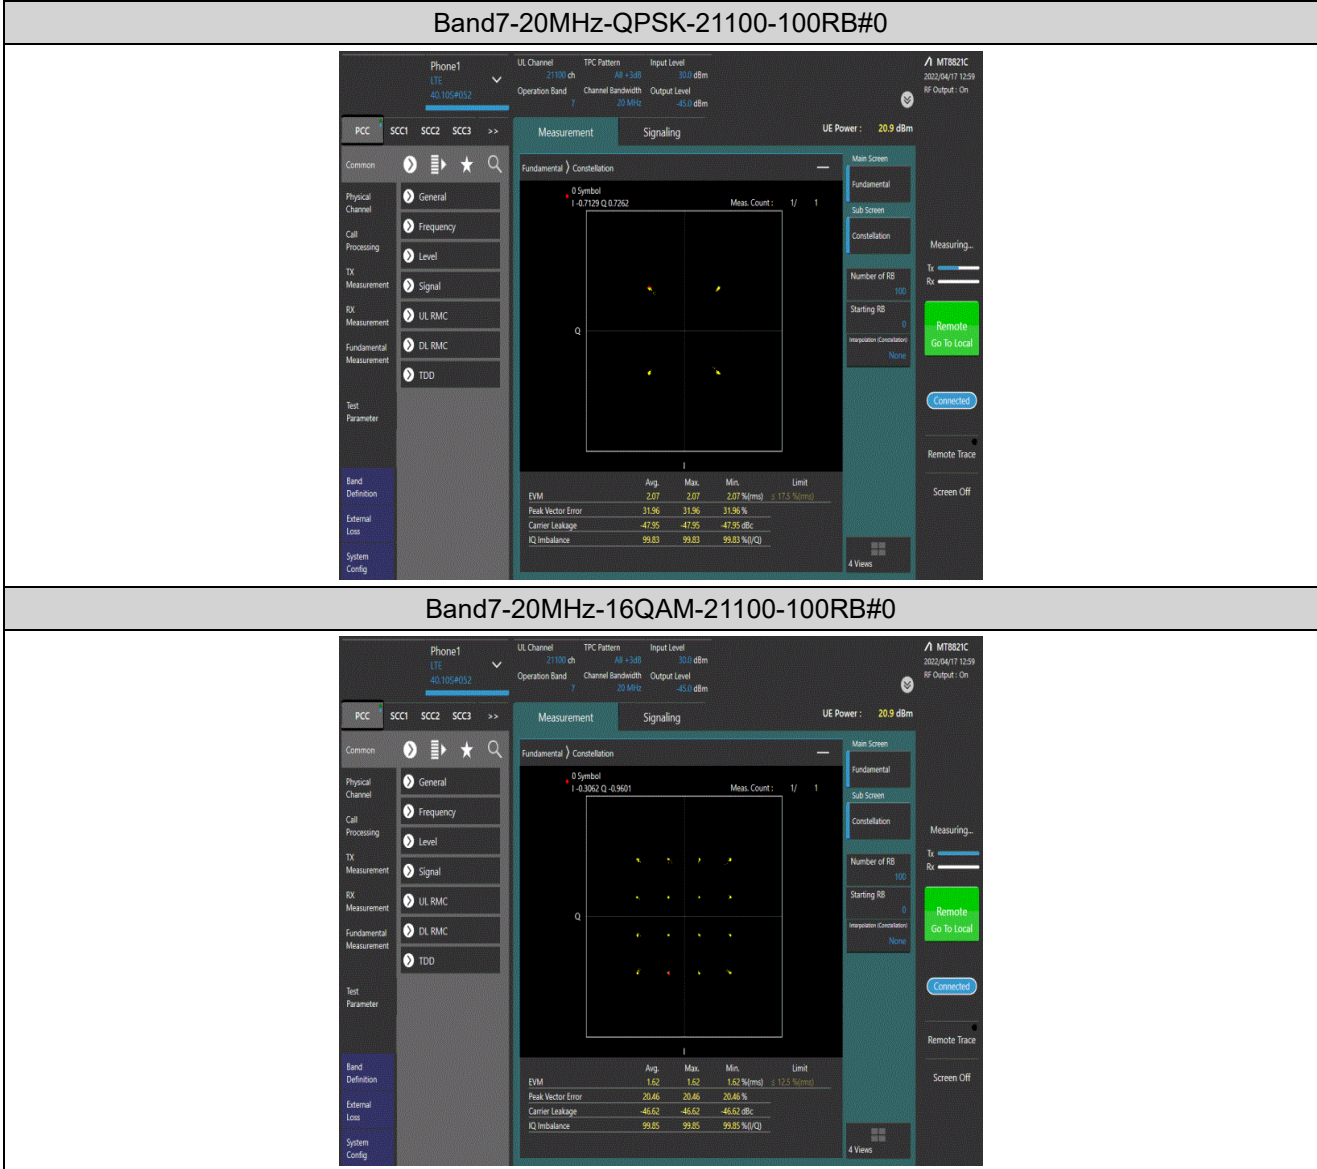 Band7-20MHz-QPSK-21100-100RB#0
Phone1
LTE
40.105#052
UL Channel TPC Pattern Input Level
21100 ch All +3dB 30.0 dBm
Operation Band Channel Bandwidth Output Level
7 20 MHz -45.0 dBm
MT8821C
2022/04/17 12:59
RF Output : On
PCC SCC1 SCC2 SCC3 >>
Measurement Signaling
UE Power : 20.9 dBm
Common
Physical
Channel
Call
Processing
TX
Measurement
RX
Measurement
Fundamental
Measurement
Test
Parameter
Band
Definition
External
Loss
System
Config
General
Frequency
Level
Signal
UL RMC
DL RMC
TDD
Fundamental Constellation
0 Symbol
I -0.7129 Q 0.7262 Meas. Count : 1/ 1
Q
I
Avg. Max. Min. Limit
EVM 2.07 2.07 2.07 %(rms) ≤ 17.5 %(rms)
Peak Vector Error 31.96 31.96 31.96 %
Carrier Leakage -47.95 -47.95 -47.95 dBc
IQ Imbalance 99.83 99.83 99.83 %(I/Q)
Main Screen
Fundamental
Sub Screen
Constellation
Number of RB
100
Starting RB
0
Interpolation (Constellation)
None
4 Views
Measuring...
Tx
Rx
Remote
Go To Local
Connected
Remote Trace
Screen Off
Band7-20MHz-16QAM-21100-100RB#0
Phone1
LTE
40.105#052
UL Channel TPC Pattern Input Level
21100 ch All +3dB 30.0 dBm
Operation Band Channel Bandwidth Output Level
7 20 MHz -45.0 dBm
MT8821C
2022/04/17 12:59
RF Output : On
PCC SCC1 SCC2 SCC3 >>
Measurement Signaling
UE Power : 20.9 dBm
Common
Physical
Channel
Call
Processing
TX
Measurement
RX
Measurement
Fundamental
Measurement
Test
Parameter
Band
Definition
External
Loss
System
Config
General
Frequency
Level
Signal
UL RMC
DL RMC
TDD
Fundamental Constellation
0 Symbol
I -0.3062 Q -0.9601 Meas. Count : 1/ 1
Q
I
Avg. Max. Min. Limit
EVM 1.62 1.62 1.62 %(rms) ≤ 12.5 %(rms)
Peak Vector Error 20.46 20.46 20.46 %
Carrier Leakage -46.62 -46.62 -46.62 dBc
IQ Imbalance 99.85 99.85 99.85 %(I/Q)
Main Screen
Fundamental
Sub Screen
Constellation
Number of RB
100
Starting RB
0
Interpolation (Constellation)
None
4 Views
Measuring...
Tx
Rx
Remote
Go To Local
Connected
Remote Trace
Screen Off